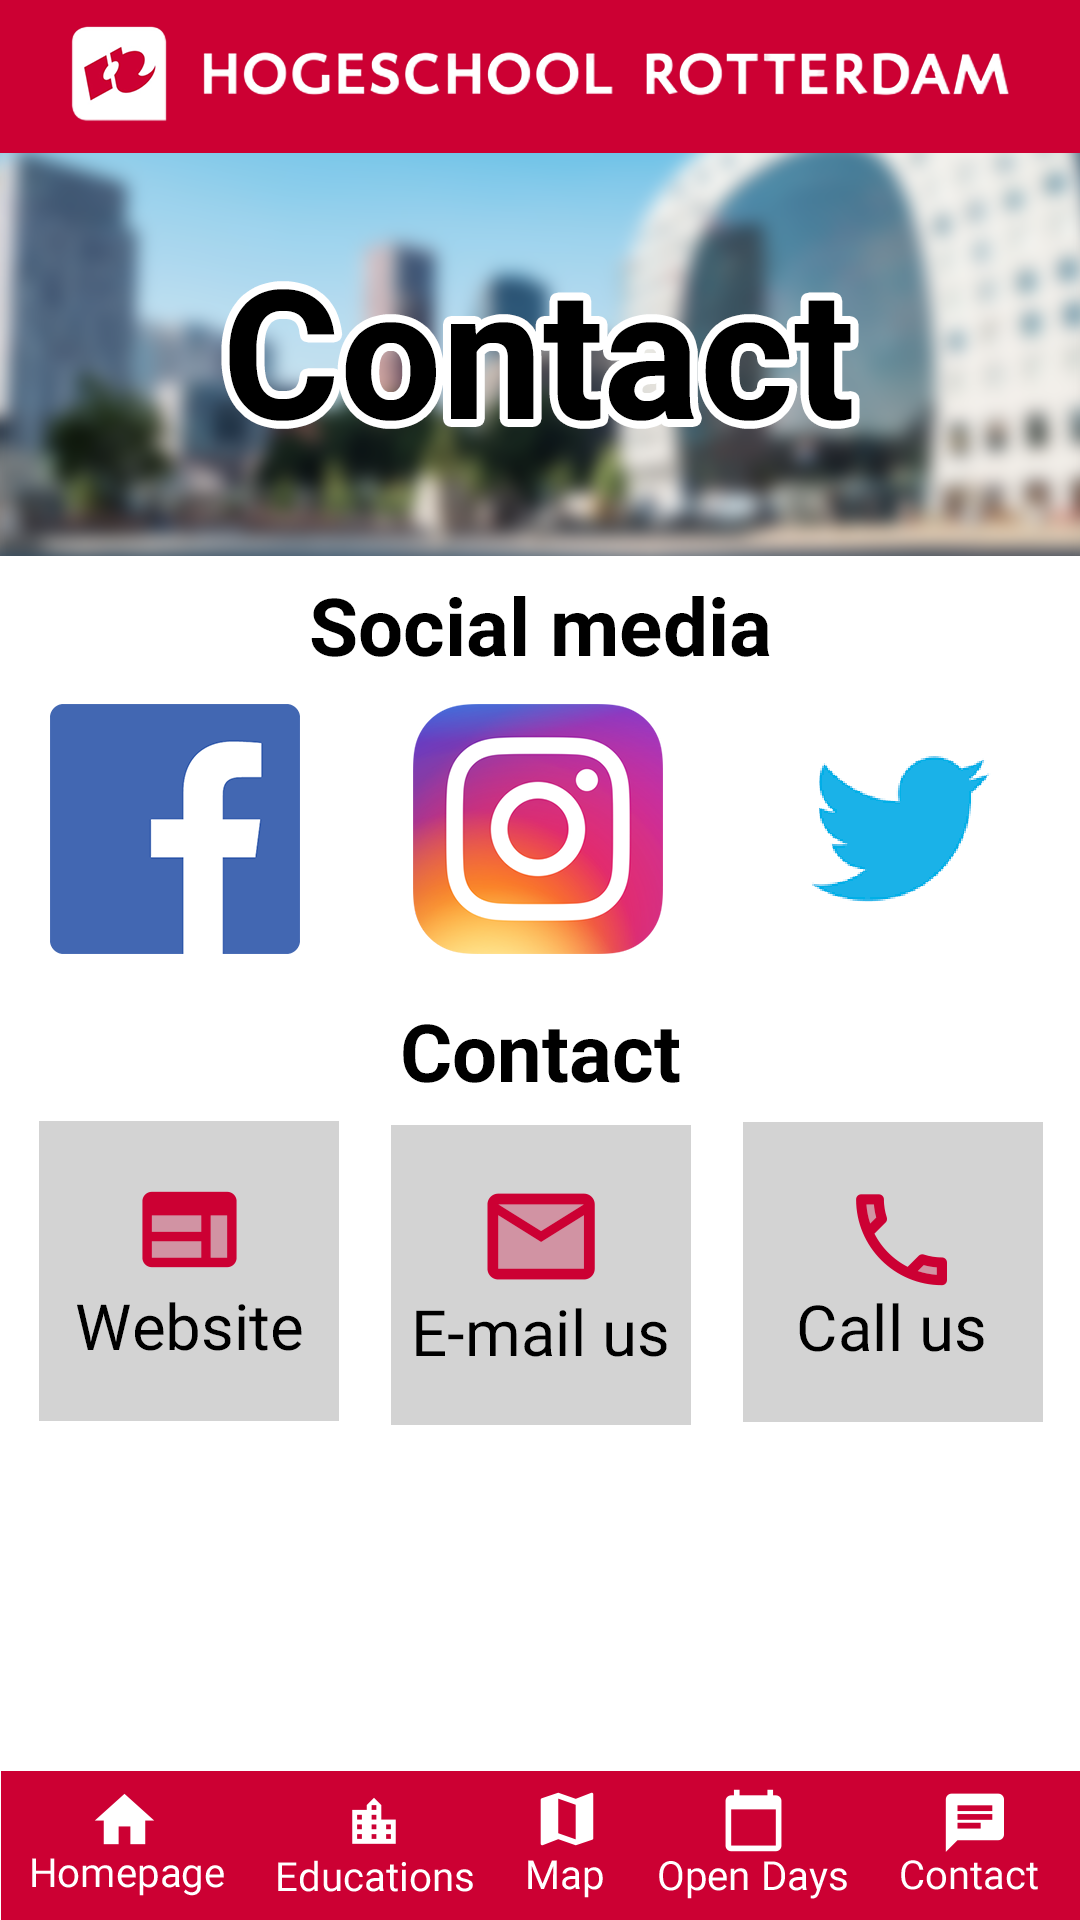 HOGESCHOOL ROTTERDAM
Contact
Social media
Contact
Website
E-mail us
Call us
Homepage
Educations
Map
Open Days
Contact